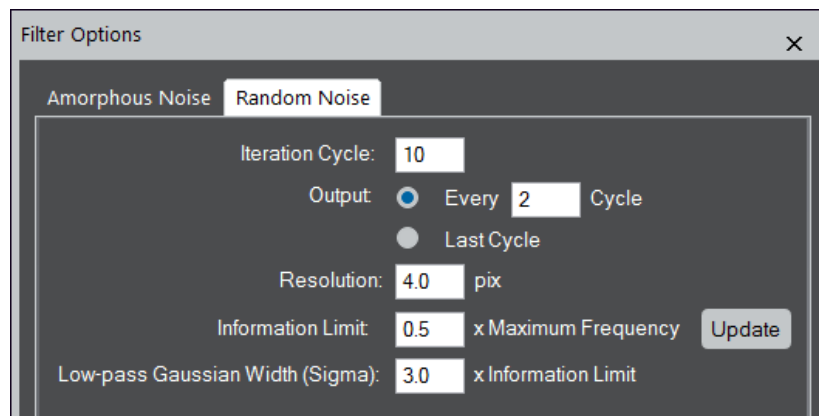 Filter Options
Amorphous Noise Random Noise
Iteration Cycle: 10
Output: Every 2 Cycle
Last Cycle
Resolution: 4.0 pix
Information Limit: 0.5 x Maximum Frequency Update
Low-pass Gaussian Width (Sigma): 3.0 x Information Limit